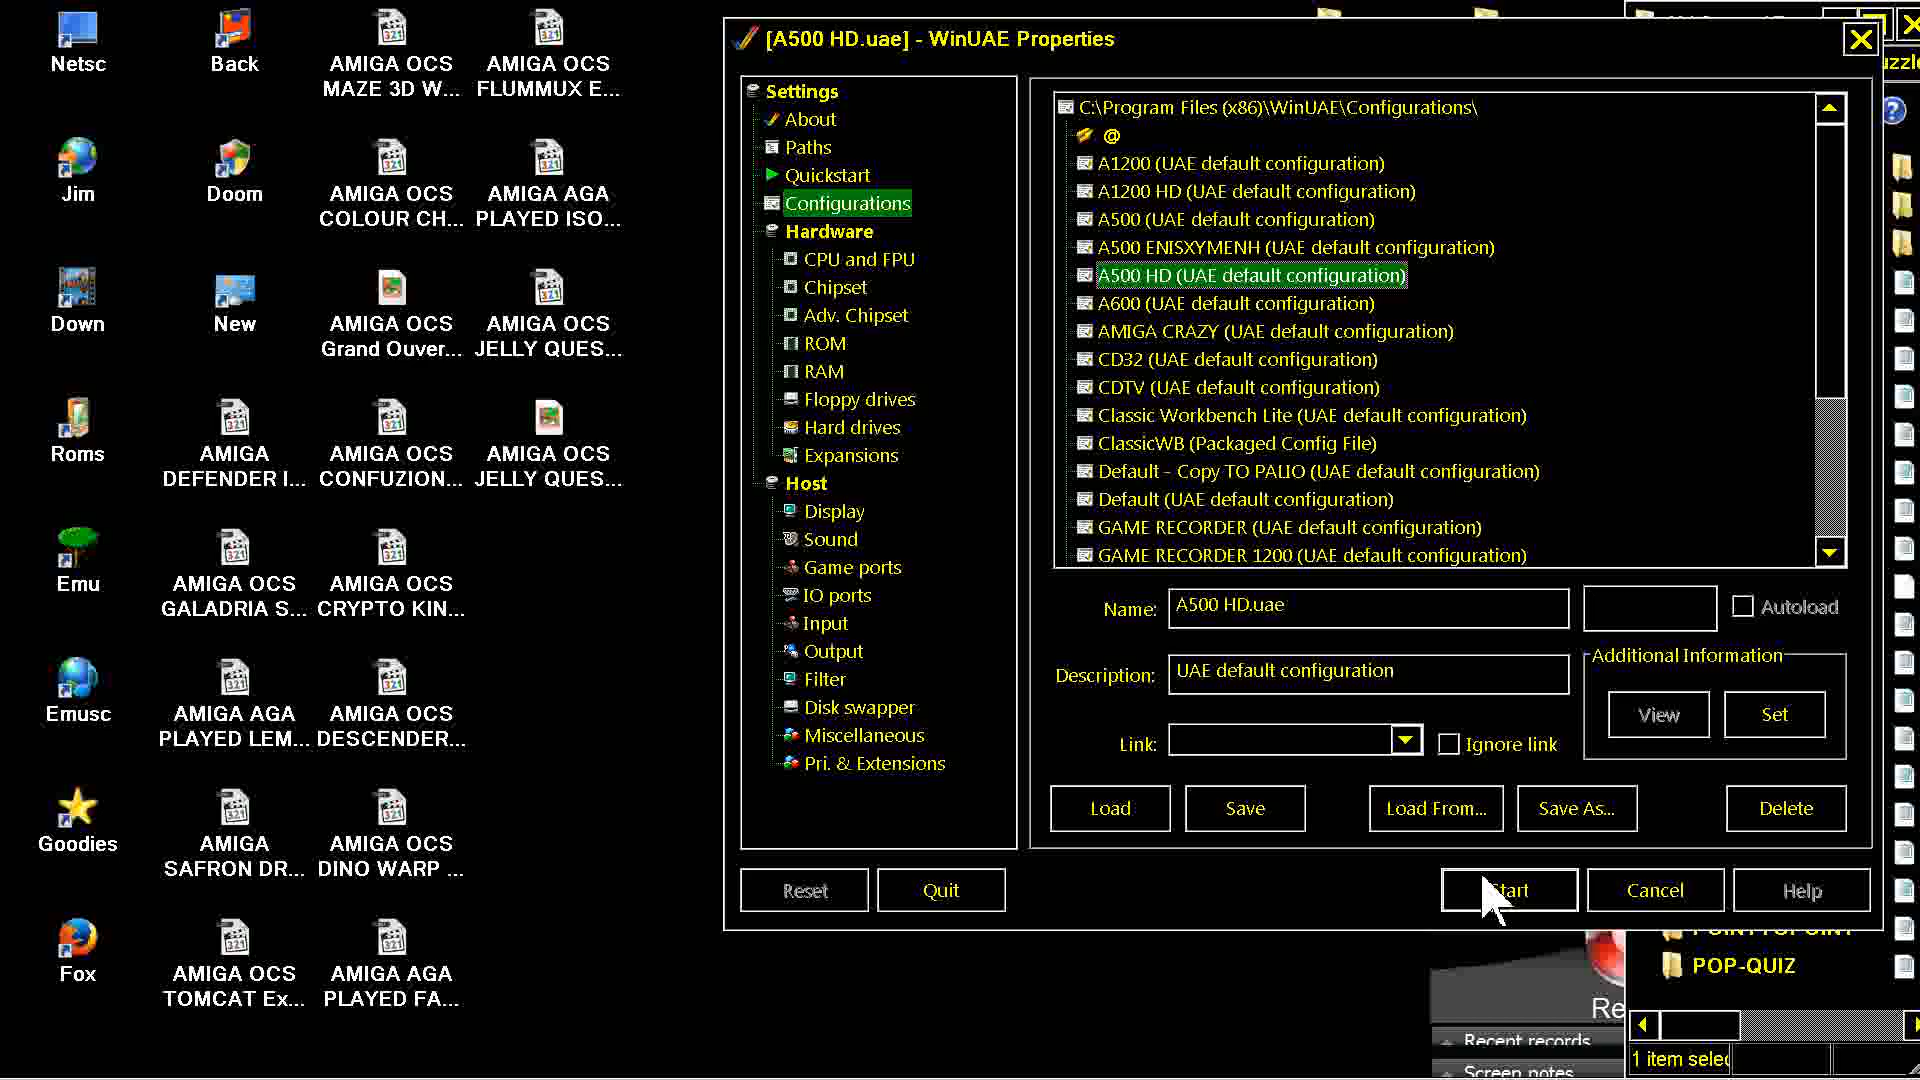 Netsc
Back
AMIGA OCS
MAZE 3D W...
AMIGA OCS
FLUMMUX E...
Jim
Doom
AMIGA OCS
COLOUR CH...
AMIGA AGA
PLAYED ISO...
Down
New
AMIGA OCS
Grand Ouver...
AMIGA OCS
JELLY QUES...
Roms
AMIGA
DEFENDER I...
AMIGA OCS
CONFUZION...
AMIGA OCS
JELLY QUES...
Emu
AMIGA OCS
GALADRIA S...
AMIGA OCS
CRYPTO KIN...
Emusc
AMIGA AGA
PLAYED LEM...
AMIGA OCS
DESCENDER...
Goodies
AMIGA
SAFRON DR...
AMIGA OCS
DINO WARP ...
Fox
AMIGA OCS
TOMCAT Ex...
AMIGA AGA
PLAYED FA...
[A500 HD.uae] - WinUAE Properties
Settings
About
Paths
Quickstart
Configurations
Hardware
CPU and FPU
Chipset
Adv. Chipset
ROM
RAM
Floppy drives
Hard drives
Expansions
Host
Display
Sound
Game ports
IO ports
Input
Output
Filter
Disk swapper
Miscellaneous
Pri. & Extensions
C:\Program Files (x86)\WinUAE\Configurations\
@
A1200 (UAE default configuration)
A1200 HD (UAE default configuration)
A500 (UAE default configuration)
A500 ENISXYMENH (UAE default configuration)
A500 HD (UAE default configuration)
A600 (UAE default configuration)
AMIGA CRAZY (UAE default configuration)
CD32 (UAE default configuration)
CDTV (UAE default configuration)
Classic Workbench Lite (UAE default configuration)
ClassicWB (Packaged Config File)
Default - Copy TO PALIO (UAE default configuration)
Default (UAE default configuration)
GAME RECORDER (UAE default configuration)
GAME RECORDER 1200 (UAE default configuration)
Name: A500 HD.uae
Autoload
Description: UAE default configuration
Additional Information
View Set
Link:
Ignore link
Load Save Load From... Save As... Delete
Reset Quit Start Cancel Help
POP-QUIZ
Re
Recent records
Screen notes
1 item selec